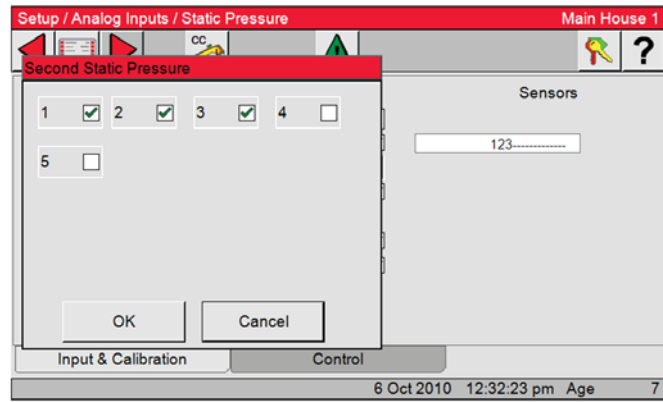 Setup / Analog Inputs / Static Pressure Main House 1
CC
?
Second Static Pressure
Sensors
1 2 3 4
123-------------
5
OK Cancel
Input & Calibration Control
6 Oct 2010 12:32:23 pm Age 7